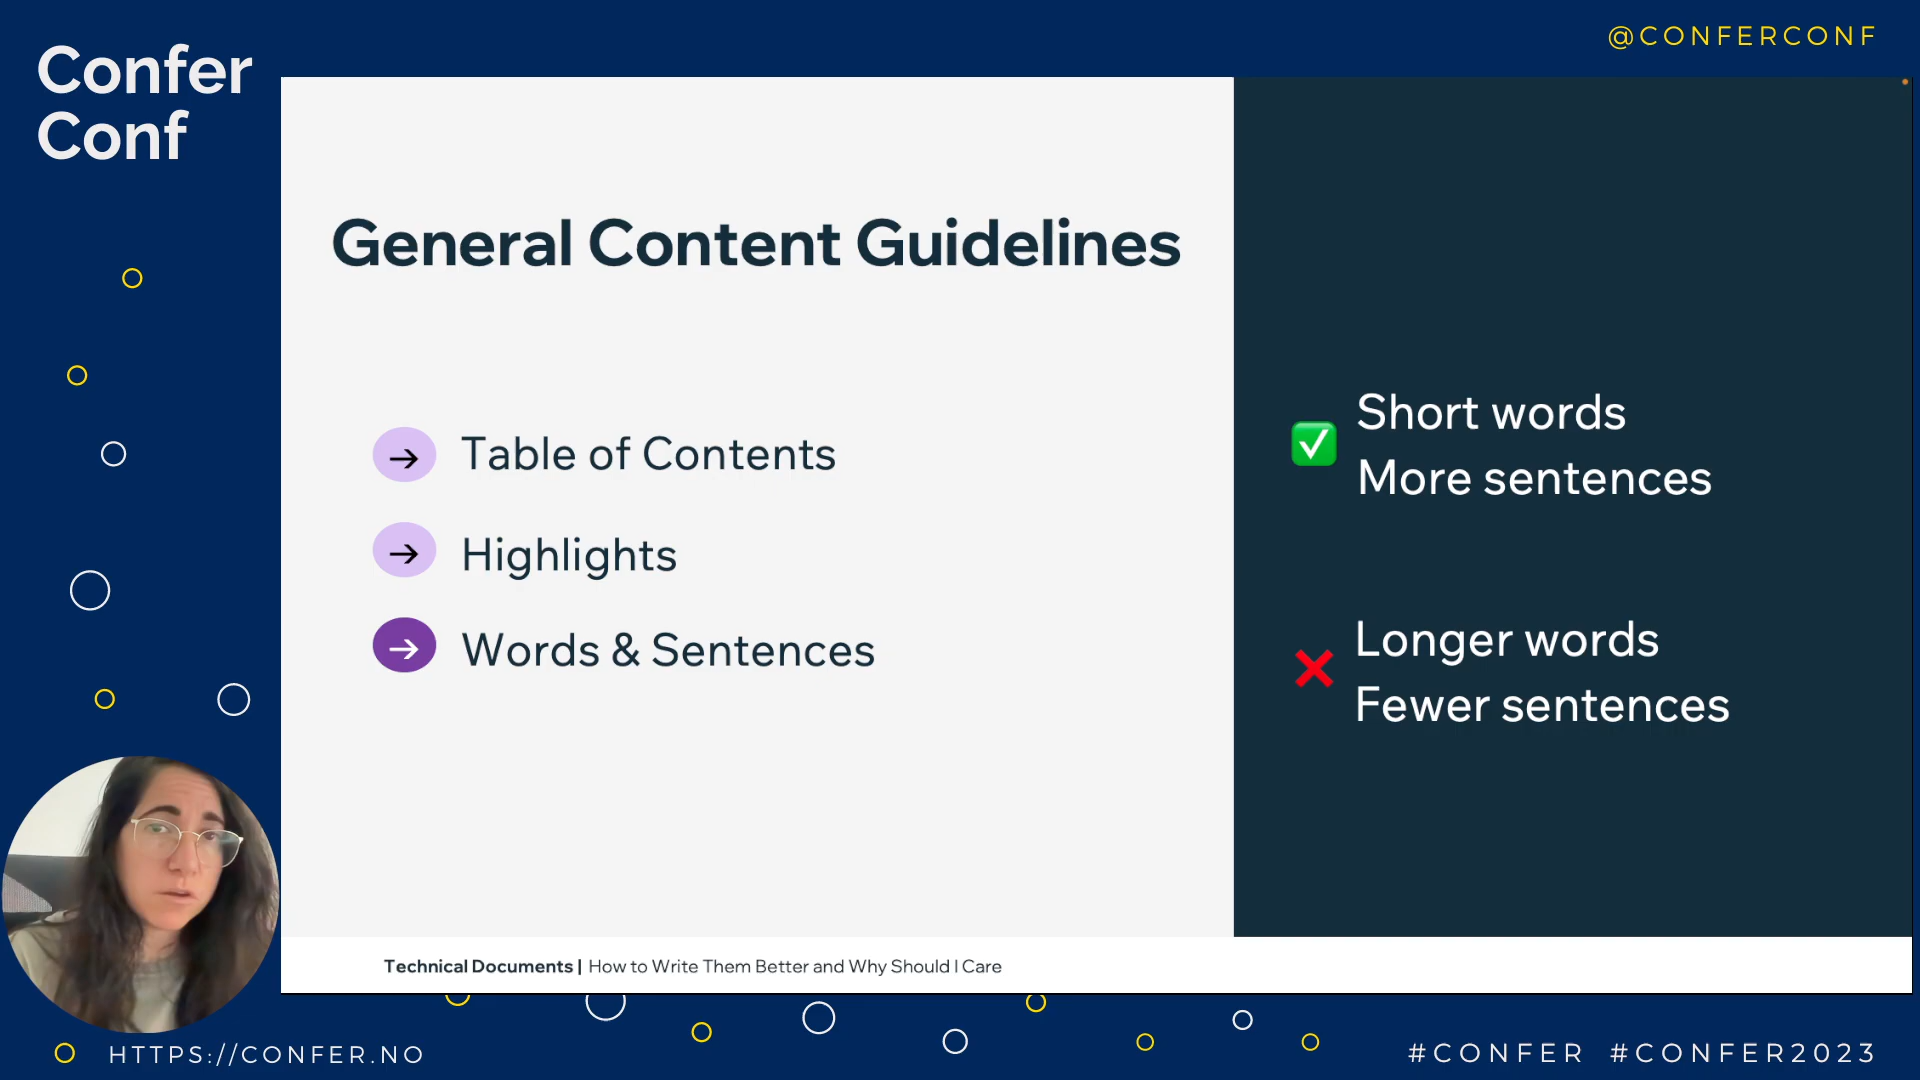 Confer
Conf
@CONFERCONF
General Content Guidelines
Table of Contents
Highlights
Words & Sentences
Short words
More sentences
Longer words
Fewer sentences
Technical Documents | How to Write Them Better and Why Should I Care
HTTPS://CONFER.NO
#CONFER #CONFER2023